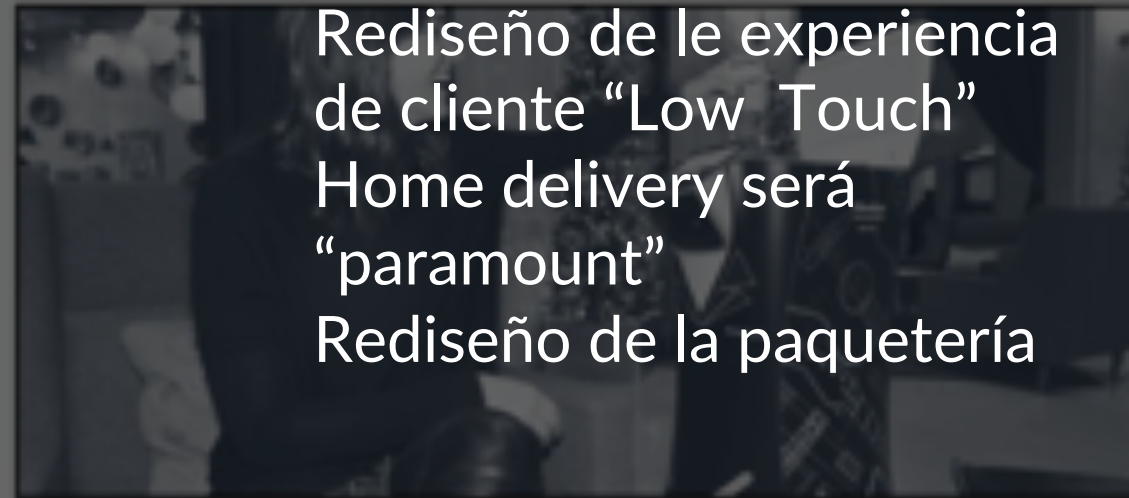 Rediseño de le experiencia
de cliente “Low  Touch”
Home delivery será
“paramount”
Rediseño de la paquetería